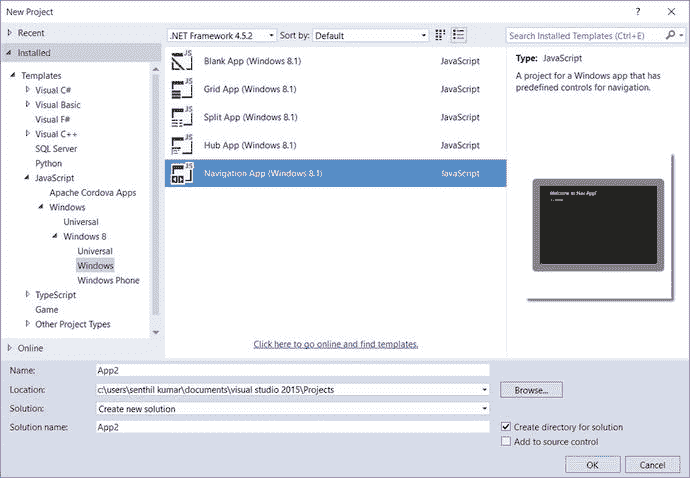 New Project
? ×
Recent
.NET Framework 4.5.2
Sort by: Default
Search Installed Templates (Ctrl+E)
Installed
Templates
Visual C#
Visual Basic
Visual F#
Visual C++
SQL Server
Python
JavaScript
Apache Cordova Apps
Windows
Universal
Windows 8
Universal
Windows
Windows Phone
TypeScript
Game
Other Project Types
Online
JS Blank App (Windows 8.1) JavaScript
JS Grid App (Windows 8.1) JavaScript
JS Split App (Windows 8.1) JavaScript
JS Hub App (Windows 8.1) JavaScript
JS Navigation App (Windows 8.1) JavaScript
Click here to go online and find templates.
Type: JavaScript
A project for a Windows app that has
predefined controls for navigation.
Welcome to Nav App!
Name: App2
Location: c:\users\senthil kumar\documents\visual studio 2015\Projects
Browse...
Solution: Create new solution
Solution name: App2
Create directory for solution
Add to source control
OK Cancel